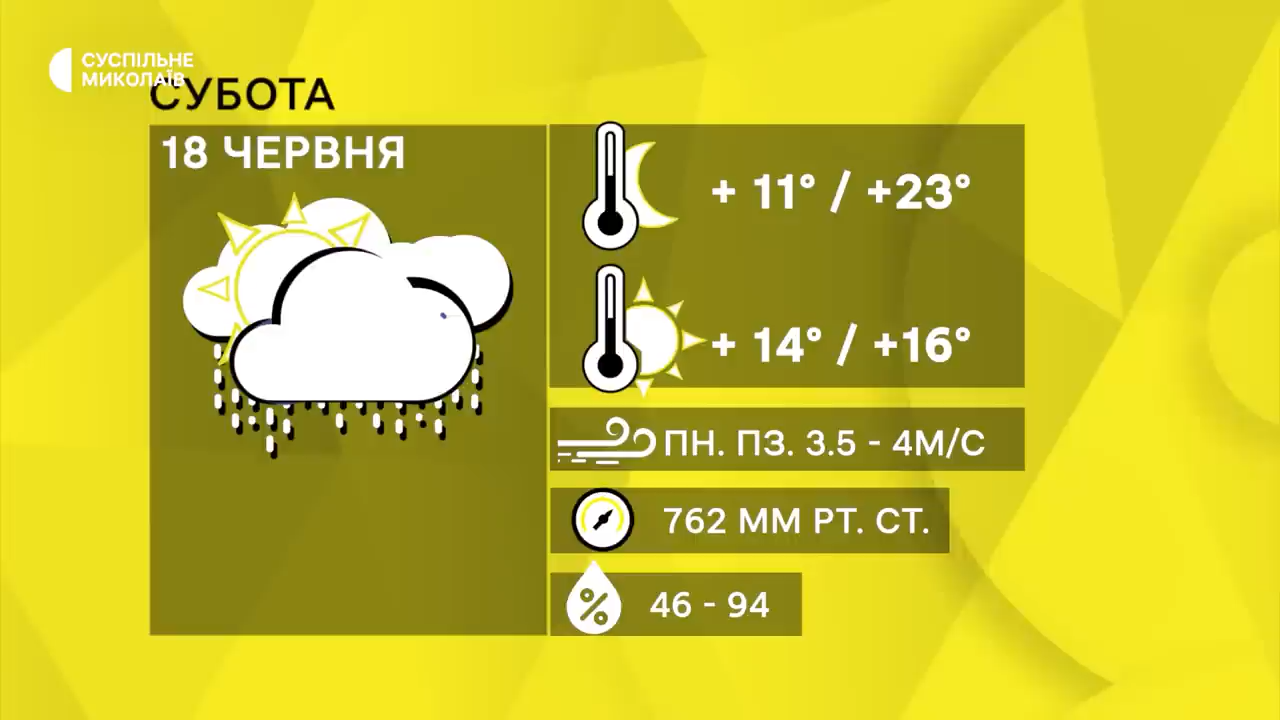 СУСПІЛЬНЕ
МИКОЛАЇВ
СУБОТА
18 ЧЕРВНЯ
+ 11° / +23°
+ 14° / +16°
ПН. ПЗ. 3.5 - 4М/С
762 ММ РТ. СТ.
% 46 - 94